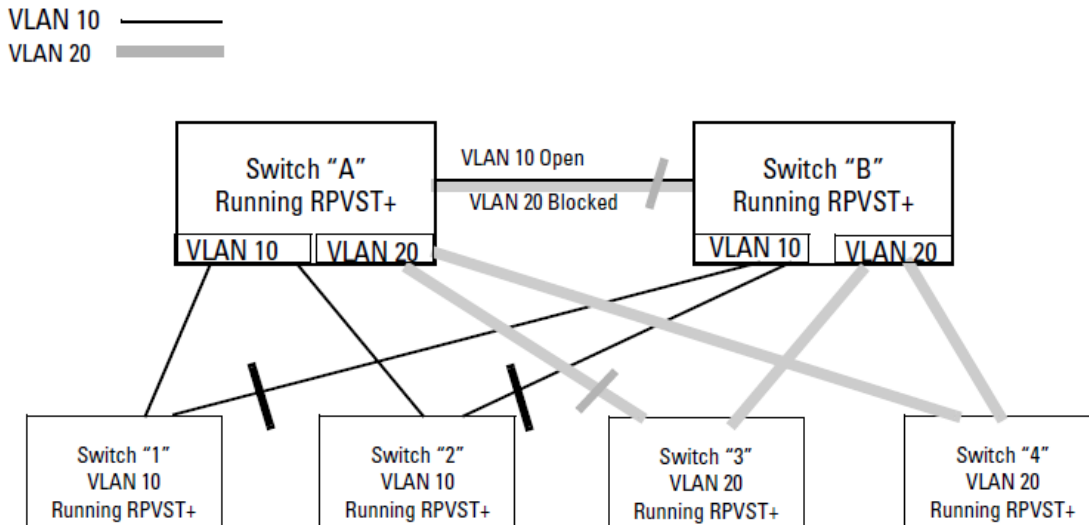 VLAN 10
VLAN 20
Switch “A”
Running RPVST+
VLAN 10
VLAN 20
VLAN 10 Open
VLAN 20 Blocked
Switch “B”
Running RPVST+
VLAN 10
VLAN 20
Switch “1”
VLAN 10
Running RPVST+
Switch “2”
VLAN 10
Running RPVST+
Switch “3”
VLAN 20
Running RPVST+
Switch “4”
VLAN 20
Running RPVST+